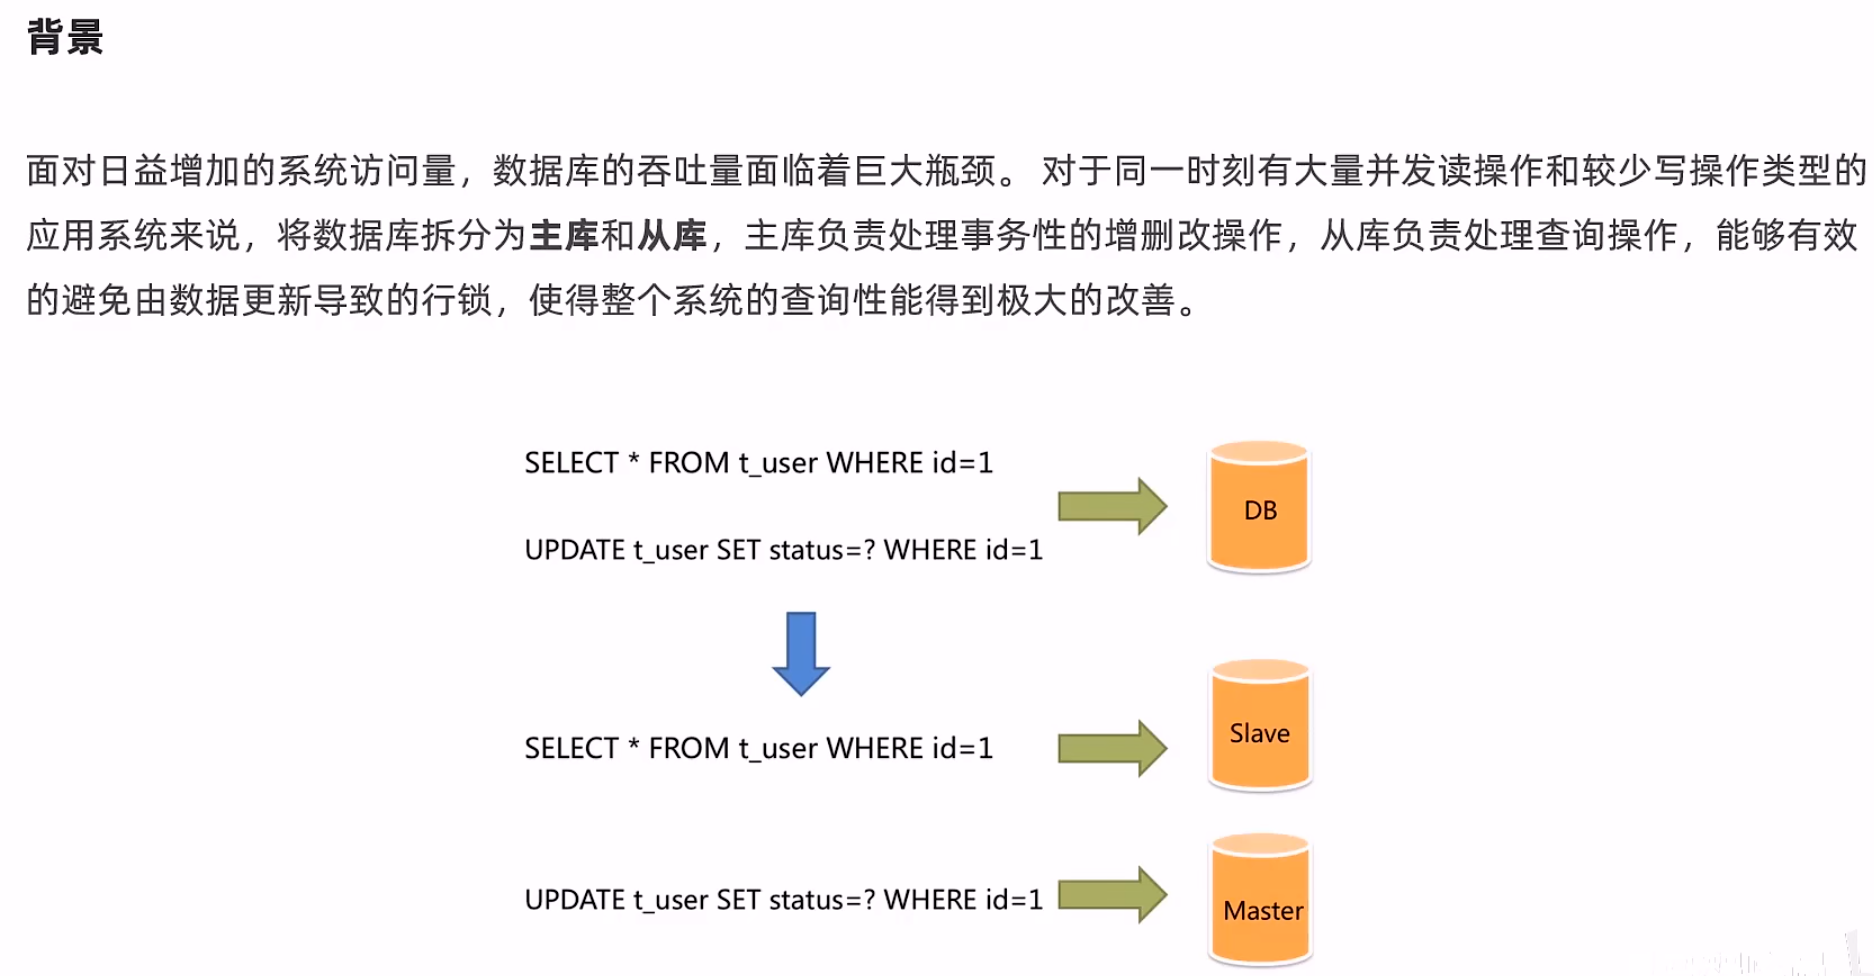 背景
面对日益增加的系统访问量，数据库的吞吐量面临着巨大瓶颈。 对于同一时刻有大量并发读操作和较少写操作类型的
应用系统来说，将数据库拆分为主库和从库，主库负责处理事务性的增删改操作，从库负责处理查询操作，能够有效
的避免由数据更新导致的行锁，使得整个系统的查询性能得到极大的改善。
SELECT * FROM t_user WHERE id=1
DB
UPDATE t_user SET status=? WHERE id=1
SELECT * FROM t_user WHERE id=1
Slave
UPDATE t_user SET status=? WHERE id=1
Master